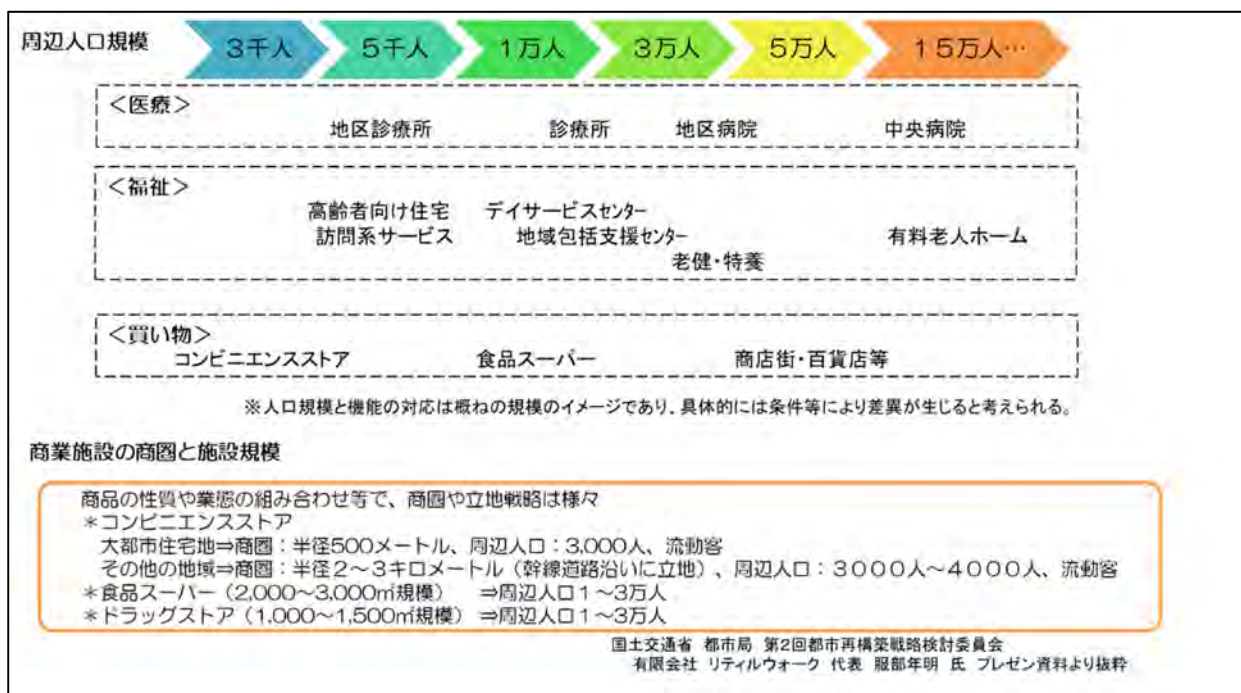 周辺人口規模 3千人 5千人 1万人 3万人 5万人 15万人…
<医療>
地区診療所 診療所 地区病院 中央病院
<福祉>
高齢者向け住宅 デイサービスセンター
訪問系サービス 地域包括支援センター 有料老人ホーム
老健・特養
<買い物>
コンビニエンスストア 食品スーパー 商店街・百貨店等
※人口規模と機能の対応は概ねの規模のイメージであり、具体的には条件等により差異が生じると考えられる。
商業施設の商圏と施設規模
商品の性質や業態の組み合わせ等で、商圏や立地戦略は様々
*コンビニエンスストア
大都市住宅地⇒商圏:半径500メートル、周辺人口:3,000人、流動客
その他の地域⇒商圏:半径2~3キロメートル(幹線道路沿いに立地)、周辺人口:3000人~4000人、流動客
*食品スーパー(2,000~3,000㎡規模) ⇒周辺人口1~3万人
*ドラッグストア(1,000~1,500㎡規模) ⇒周辺人口1~3万人
国土交通省 都市局 第2回都市再構築戦略検討委員会
有限会社 リティルウォーク 代表 服部年明 氏 プレゼン資料より抜粋